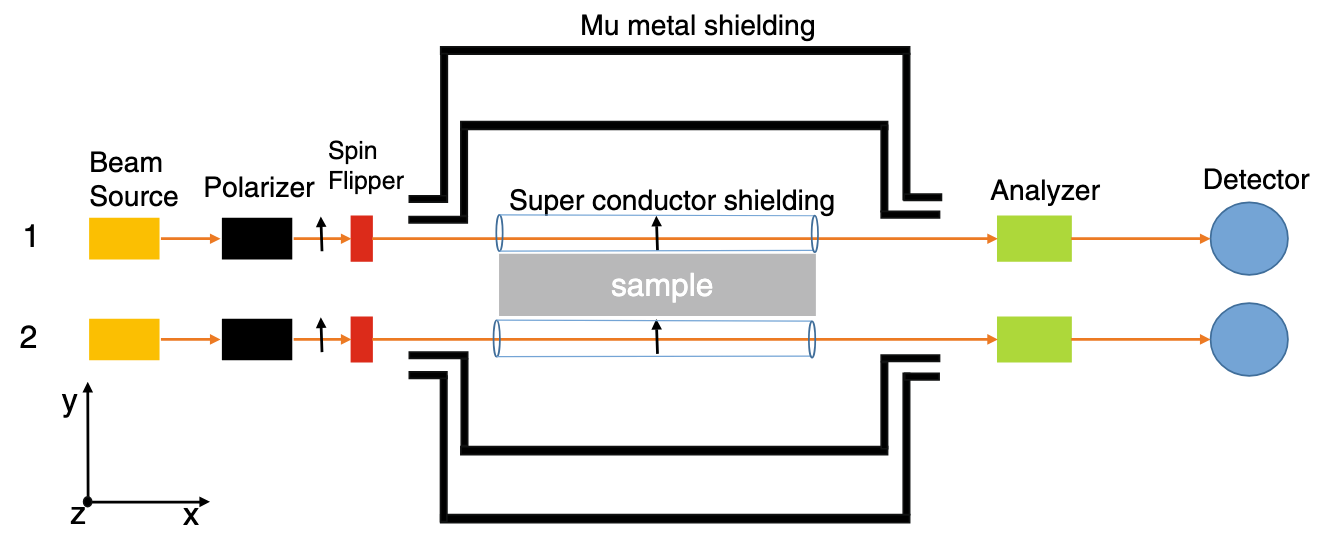 Mu metal shielding
Beam
Source
Polarizer
Spin
Flipper
Super conductor shielding
Analyzer
Detector
1
sample
2
y
z
x